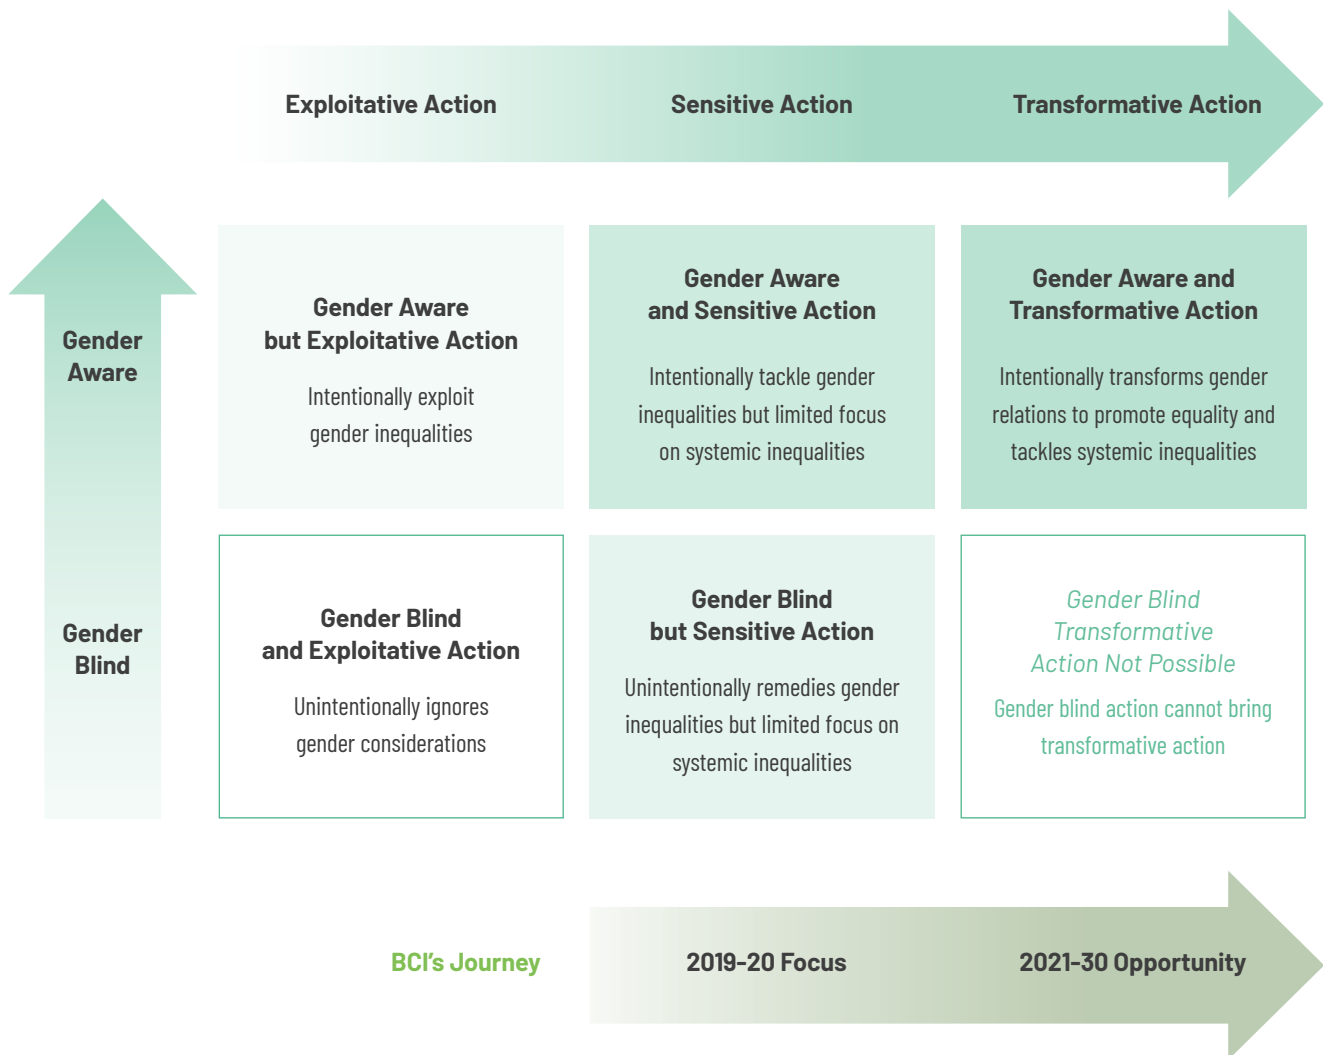 Exploitative Action
Sensitive Action
Transformative Action
Gender
Aware
Gender Aware
but Exploitative Action
Intentionally exploit
gender inequalities
Gender Aware
and Sensitive Action
Intentionally tackle gender
inequalities but limited focus
on systemic inequalities
Gender Aware and
Transformative Action
Intentionally transforms gender
relations to promote equality and
tackles systemic inequalities
Gender
Blind
Gender Blind
and Exploitative Action
Unintentionally ignores
gender considerations
Gender Blind
but Sensitive Action
Unintentionally remedies gender
inequalities but limited focus on
systemic inequalities
Gender Blind
Transformative
Action Not Possible
Gender blind action cannot bring
transformative action
BCI’s Journey
2019-20 Focus
2021-30 Opportunity